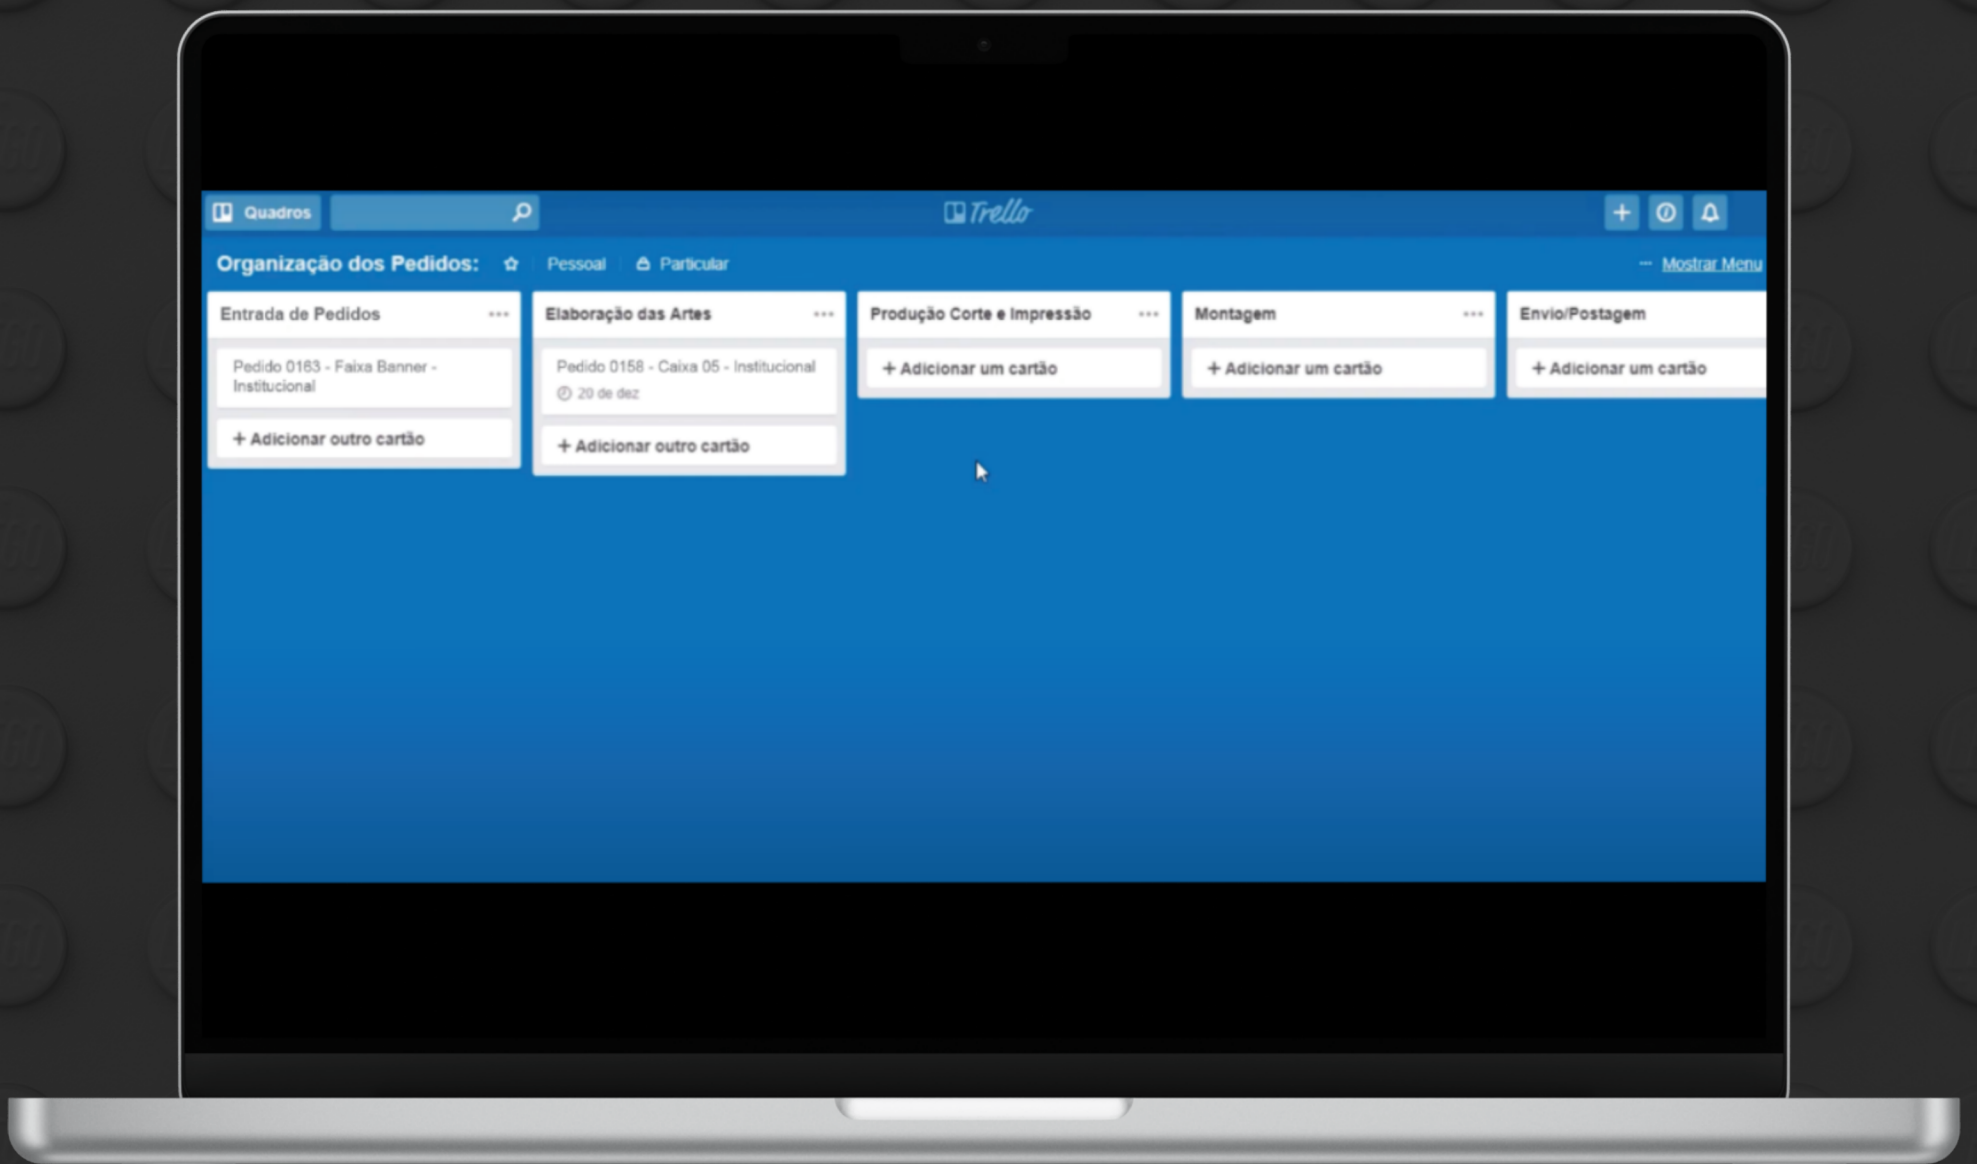 Quadros
Trello
Organização dos Pedidos:
Pessoal
Particular
Mostrar Menu
Entrada de Pedidos
Pedido 0163 - Faixa Banner -
Institucional
+ Adicionar outro cartão
Elaboração das Artes
Pedido 0158 - Caixa 05 - Institucional
20 de dez
+ Adicionar outro cartão
Produção Corte e Impressão
+ Adicionar um cartão
Montagem
+ Adicionar um cartão
Envio/Postagem
+ Adicionar um cartão